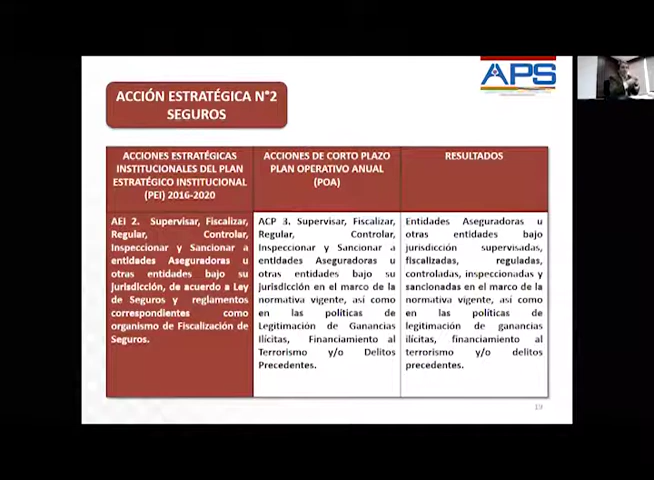 APS
ACCIÓN ESTRATÉGICA N°2
SEGUROS
ACCIONES ESTRATÉGICAS
INSTITUCIONALES DEL PLAN
ESTRATÉGICO INSTITUCIONAL
(PEI) 2016-2020
ACCIONES DE CORTO PLAZO
PLAN OPERATIVO ANUAL
(POA)
RESULTADOS
AEI 2. Supervisar, Fiscalizar,
Regular, Controlar,
Inspeccionar y Sancionar a
entidades Aseguradoras u
otras entidades bajo su
Jurisdicción, de acuerdo a Ley
de Seguros y reglamentos
correspondientes como
organismo de Fiscalización de
Seguros.
ACP 3. Supervisar, Fiscalizar,
Regular, Controlar,
Inspeccionar y Sancionar a
entidades Aseguradoras u
otras entidades bajo su
jurisdicción en el marco de la
normativa vigente, así como
en las políticas de
Legitimación de Ganancias
Ilícitas, Financiamiento al
Terrorismo y/o Delitos
Precedentes.
Entidades Aseguradoras u
otras entidades bajo
jurisdicción supervisadas,
fiscalizadas, reguladas,
controladas, inspeccionadas y
sancionadas en el marco de la
normativa vigente, así como
en las políticas de
legitimación de ganancias
ilícitas, financiamiento al
terrorismo y/o delitos
precedentes.
19